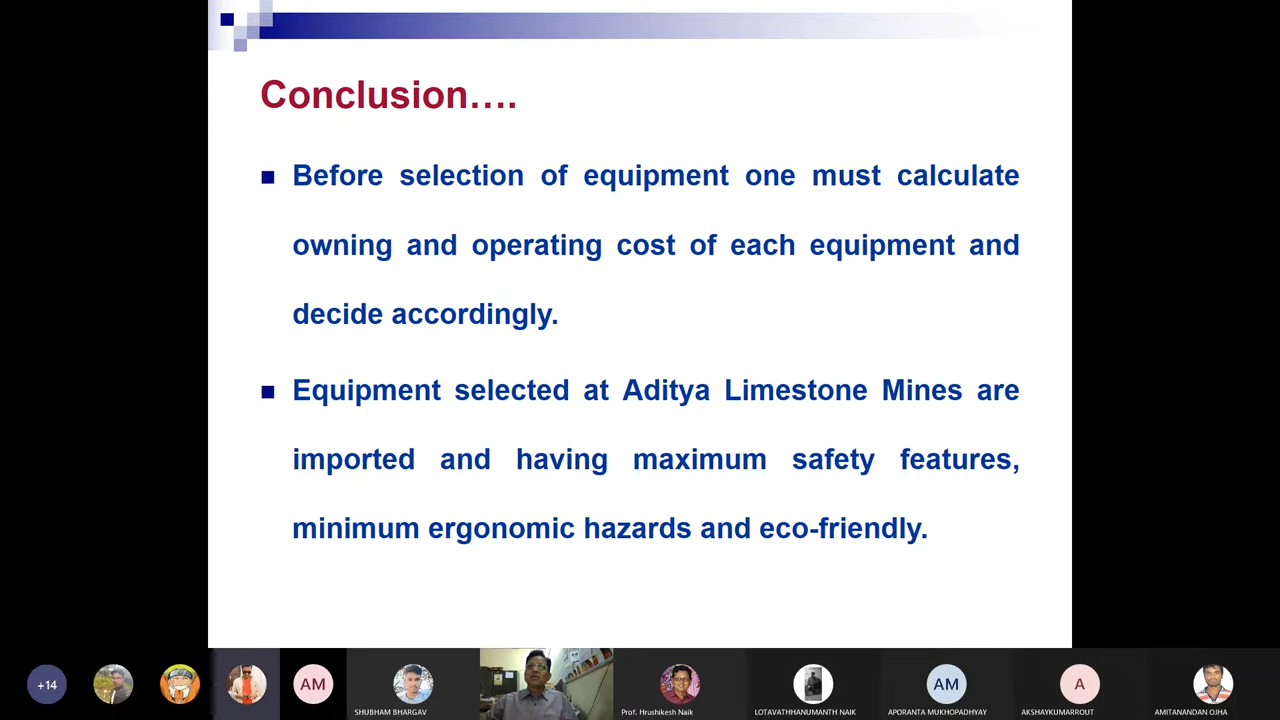 Conclusion….
Before selection of equipment one must calculate
owning and operating cost of each equipment and
decide accordingly.
Equipment selected at Aditya Limestone Mines are
imported and having maximum safety features,
minimum ergonomic hazards and eco-friendly.
+14
AM
AM
A
SHUBHAM BHARGAV
Prof. Hrushikesh Naik
LOTAVATHHANUMANTH NAIK
APORANTA MUKHOPADHYAY
AKSHAYKUMARROUT
AMITANANDAN OJHA